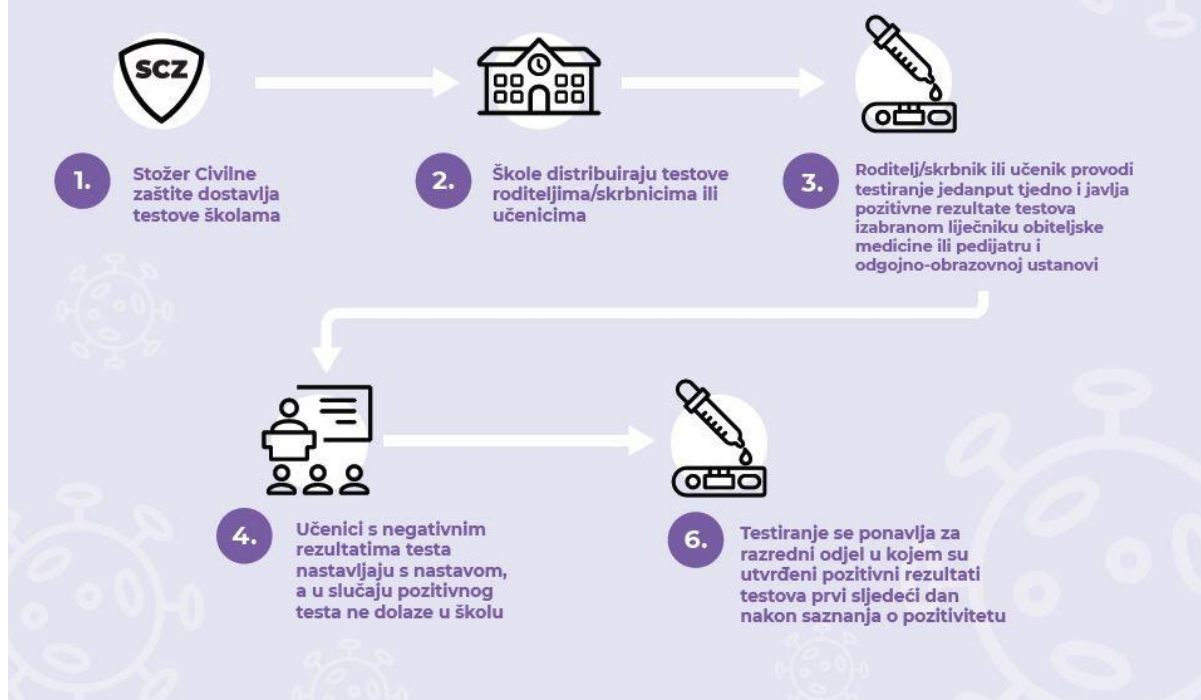 SCZ
1.
Stožer Civilne
zaštite dostavlja
testove školama
2.
Škole distribuiraju testove
roditeljima/skrbnicima ili
učenicima
3.
Roditelj/skrbnik ili učenik provodi
testiranje jedanput tjedno i javlja
pozitivne rezultate testova
izabranom liječniku obiteljske
medicine ili pedijatru i
odgojno-obrazovnoj ustanovi
4.
Učenici s negativnim
rezultatima testa
nastavljaju s nastavom,
a u slučaju pozitivnog
testa ne dolaze u školu
6.
Testiranje se ponavlja za
razredni odjel u kojem su
utvrđeni pozitivni rezultati
testova prvi sljedeći dan
nakon saznanja o pozitivitetu